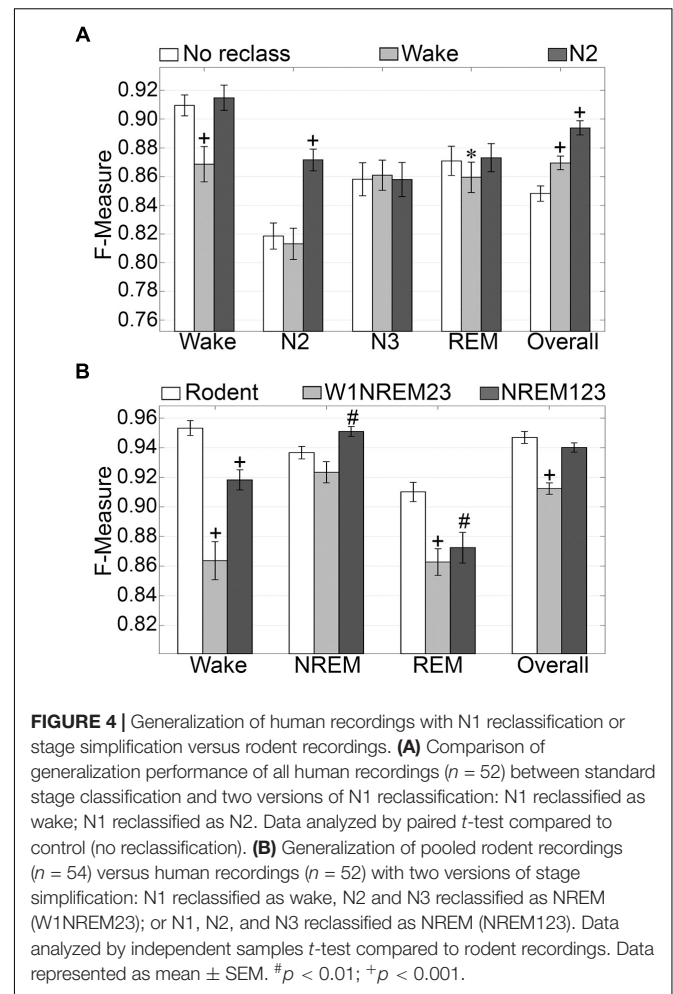 A
No reclass Wake N2
0.92
0.90
0.88
0.86
0.84
0.82
0.80
0.78
0.76
F-Measure
+ + * + +
Wake N2 N3 REM Overall
B
Rodent W1NREM23 NREM123
0.96
0.94
0.92
0.90
0.88
0.86
0.84
0.82
F-Measure
+ + # + # +
Wake NREM REM Overall
FIGURE 4 | Generalization of human recordings with N1 reclassification or
stage simplification versus rodent recordings. (A) Comparison of
generalization performance of all human recordings (n = 52) between standard
stage classification and two versions of N1 reclassification: N1 reclassified as
wake; N1 reclassified as N2. Data analyzed by paired t-test compared to
control (no reclassification). (B) Generalization of pooled rodent recordings
(n = 54) versus human recordings (n = 52) with two versions of stage
simplification: N1 reclassified as wake, N2 and N3 reclassified as NREM
(W1NREM23); or N1, N2, and N3 reclassified as NREM (NREM123). Data
analyzed by independent samples t-test compared to rodent recordings. Data
represented as mean ± SEM. #p < 0.01; +p < 0.001.